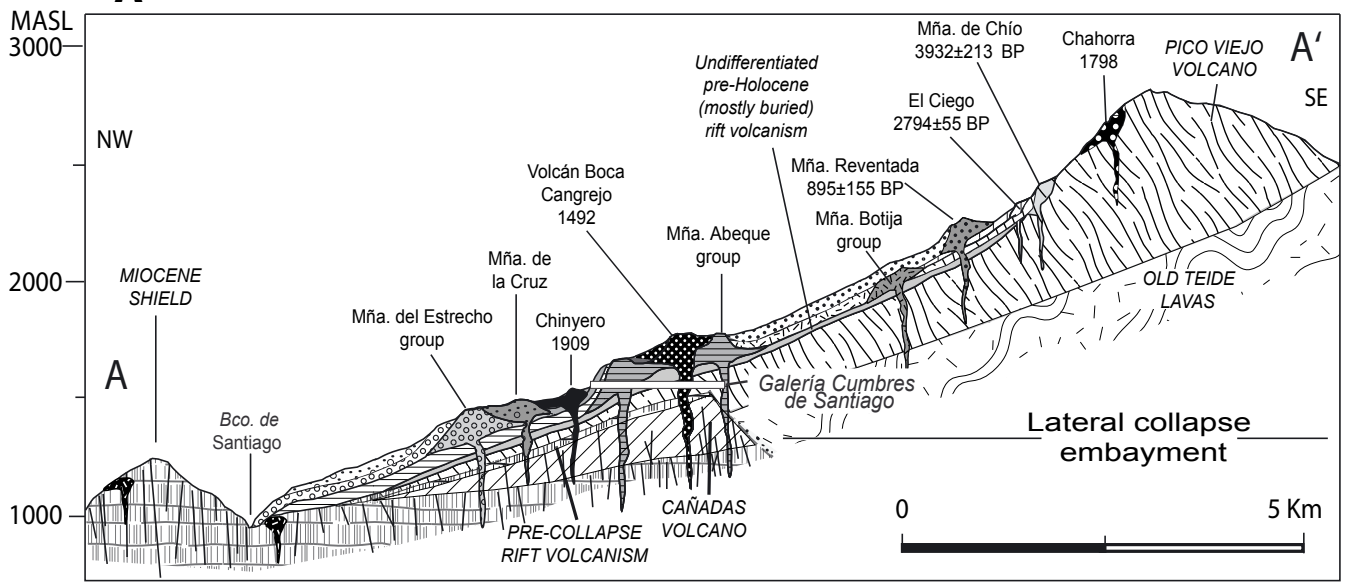 MASL
3000
2000
1000
NW
A
A'
SE
MIOCENE
SHIELD
Bco. de
Santiago
Mña. del Estrecho
group
Mña. de
la Cruz
Chinyero
1909
Volcán Boca
Cangrejo
1492
Mña. Abeque
group
Undifferentiated
pre-Holocene
(mostly buried)
rift volcanism
Mña. Reventada
895±155 BP
Mña. Botija
group
El Ciego
2794±55 BP
Mña. de Chío
3932±213 BP
Chahorra
1798
PICO VIEJO
VOLCANO
OLD TEIDE
LAVAS
Galería Cumbres
de Santiago
Lateral collapse
embayment
PRE-COLLAPSE
RIFT VOLCANISM
CAÑADAS
VOLCANO
0
5 Km